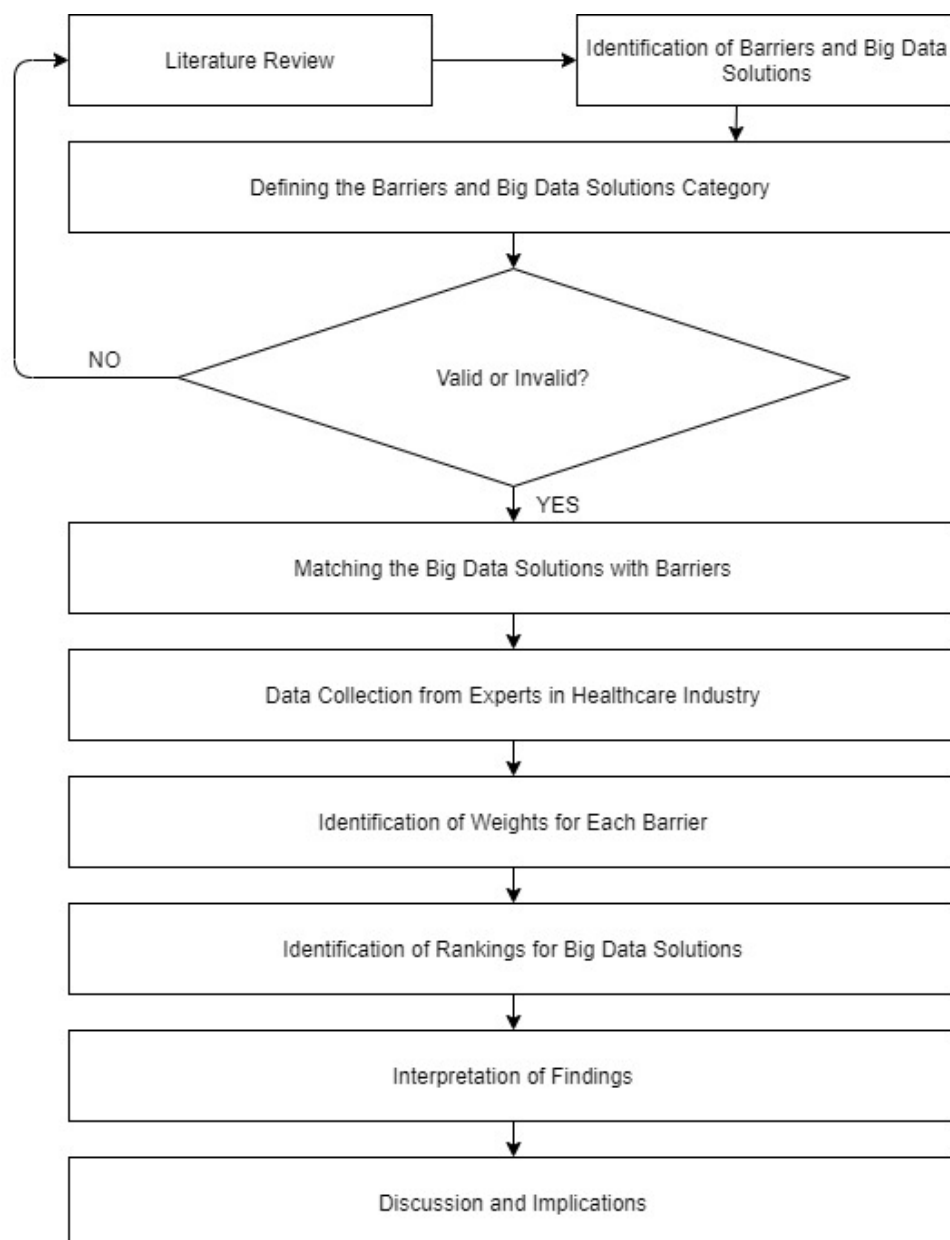 Literature Review
Identification of Barriers and Big Data
Solutions
Defining the Barriers and Big Data Solutions Category
Valid or Invalid?
NO
YES
Matching the Big Data Solutions with Barriers
Data Collection from Experts in Healthcare Industry
Identification of Weights for Each Barrier
Identification of Rankings for Big Data Solutions
Interpretation of Findings
Discussion and Implications